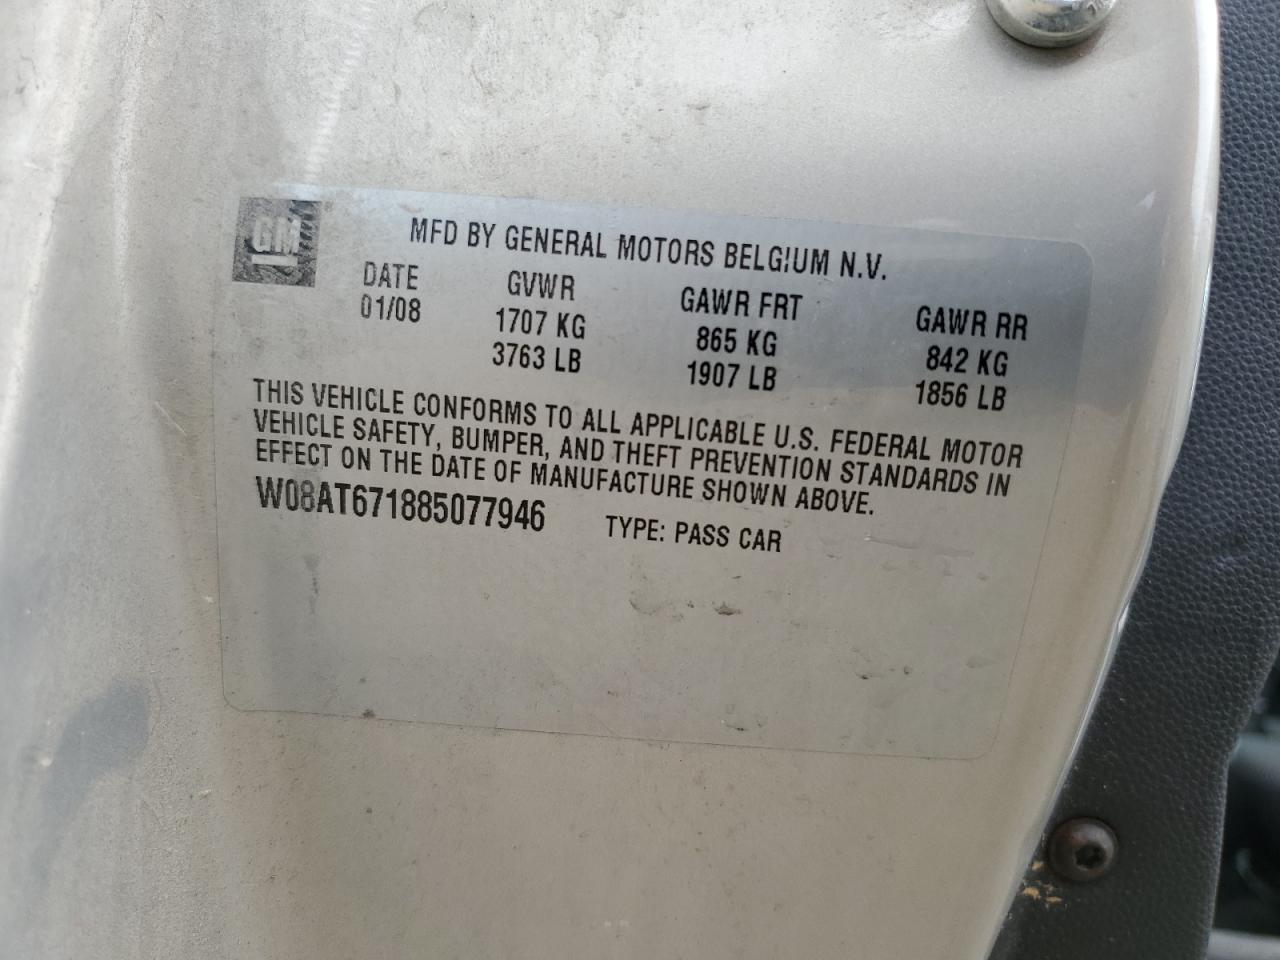 GM
MFD BY GENERAL MOTORS BELGIUM N.V.
DATE GVWR GAWR FRT GAWR RR
01/08 1707 KG 865 KG 842 KG
3763 LB 1907 LB 1856 LB
THIS VEHICLE CONFORMS TO ALL APPLICABLE U.S. FEDERAL MOTOR
VEHICLE SAFETY, BUMPER, AND THEFT PREVENTION STANDARDS IN
EFFECT ON THE DATE OF MANUFACTURE SHOWN ABOVE.
W08AT671885077946 TYPE: PASS CAR